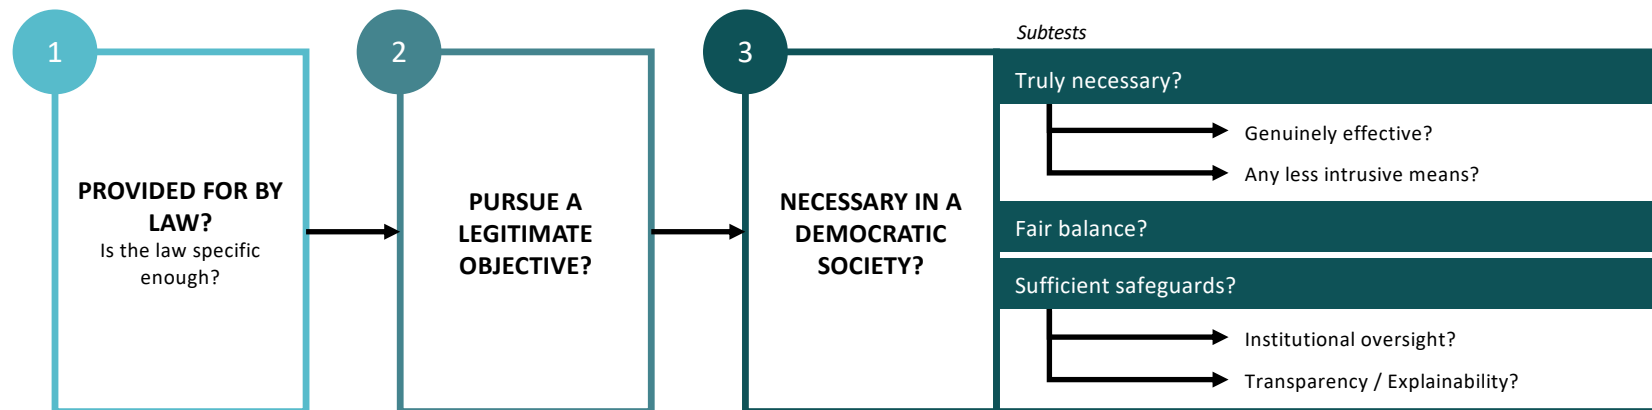 1
PROVIDED FOR BY
LAW?
Is the law specific
enough?
2
PURSUE A
LEGITIMATE
OBJECTIVE?
3
NECESSARY IN A
DEMOCRATIC
SOCIETY?
Subtests
Truly necessary?
Genuinely effective?
Any less intrusive means?
Fair balance?
Sufficient safeguards?
Institutional oversight?
Transparency / Explainability?